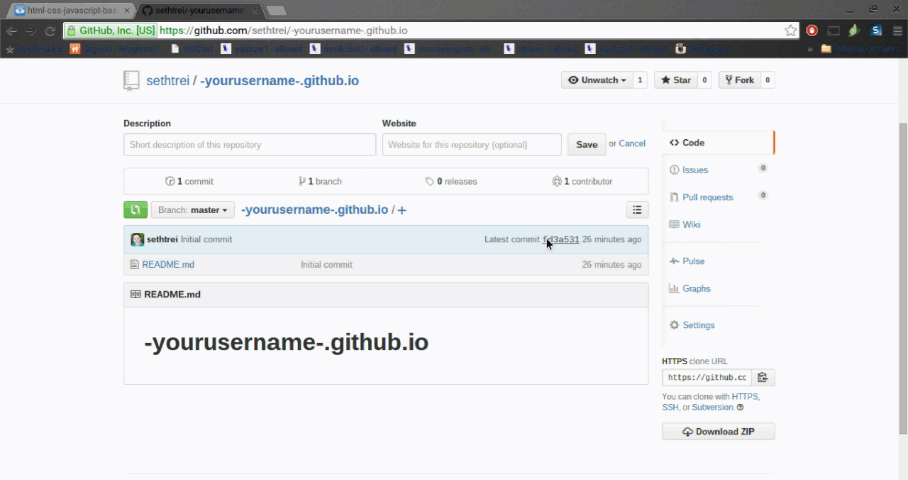 html-css-javascript-bas
sethtrei/-yourusername
GitHub, Inc. [US] https://github.com/sethtrei/-yourusername-.github.io
sethtrei / -yourusername-.github.io
Unwatch 1 Star 0 Fork 0
Description Website
Short description of this repository Website for this repository (optional) Save or Cancel
1 commit 1 branch 0 releases 1 contributor
Branch: master -yourusername-.github.io / +
sethtrei Initial commit Latest commit 26 minutes ago
README.md Initial commit 26 minutes ago
README.md
-yourusername-.github.io
Code
Issues 0
Pull requests 0
Wiki
Pulse
Graphs
Settings
HTTPS clone URL
https://github.cc
You can clone with HTTPS,
SSH, or Subversion
Download ZIP